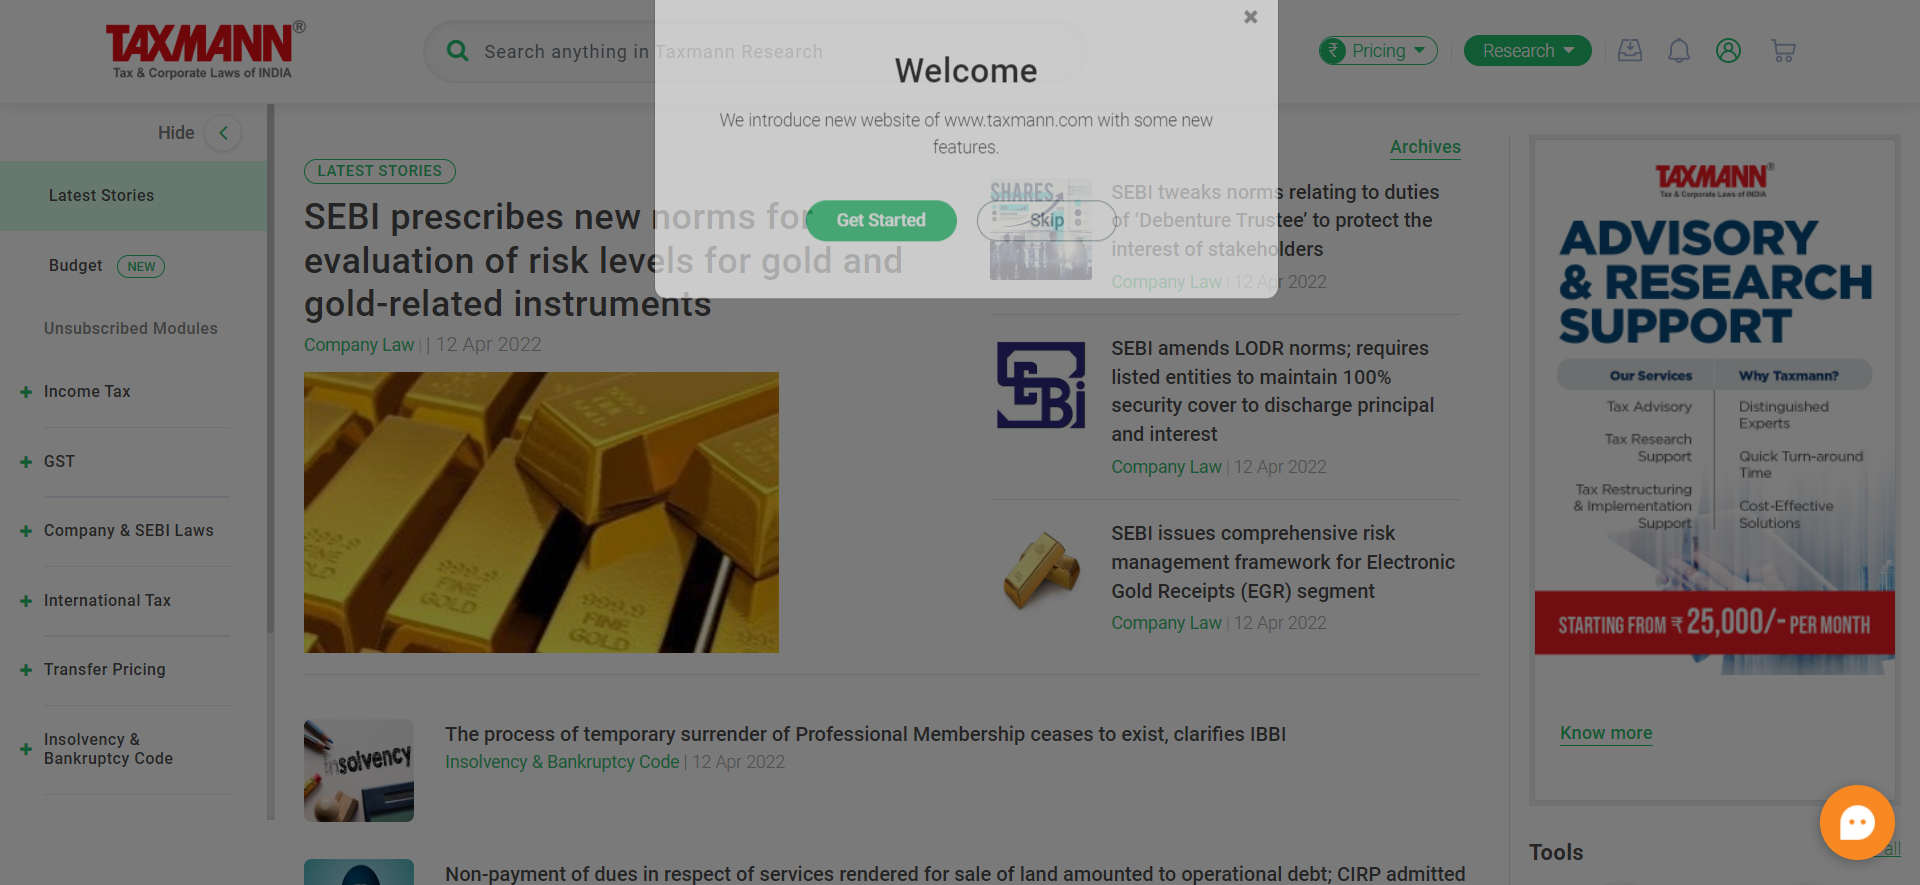 TAXMANN®
Tax & Corporate Laws of INDIA
Search anything in Taxmann Research
₹ Pricing
Research
×
Welcome
We introduce new website of www.taxmann.com with some new
features.
Get Started
Skip
Hide
Latest Stories
Budget NEW
Unsubscribed Modules
Income Tax
GST
Company & SEBI Laws
International Tax
Transfer Pricing
Insolvency &
Bankruptcy Code
LATEST STORIES
Archives
SEBI prescribes new norms for
evaluation of risk levels for gold and
gold-related instruments
Company Law | | 12 Apr 2022
999.9
FINE
GOLD
999.9
FINE
GOLD
SHARES
SEBI tweaks norms relating to duties
of ‘Debenture Trustee’ to protect the
interest of stakeholders
Company Law | 12 Apr 2022
SEBi
SEBI amends LODR norms; requires
listed entities to maintain 100%
security cover to discharge principal
and interest
Company Law | 12 Apr 2022
SEBI issues comprehensive risk
management framework for Electronic
Gold Receipts (EGR) segment
Company Law | 12 Apr 2022
insolvency
The process of temporary surrender of Professional Membership ceases to exist, clarifies IBBI
Insolvency & Bankruptcy Code | 12 Apr 2022
Non-payment of dues in respect of services rendered for sale of land amounted to operational debt; CIRP admitted
TAXMANN®
Tax & Corporate Laws of INDIA
ADVISORY
& RESEARCH
SUPPORT
Our Services
Why Taxmann?
Tax Advisory
Distinguished
Experts
Tax Research
Support
Quick Turn-around
Time
Tax Restructuring
& Implementation
Support
Cost-Effective
Solutions
STARTING FROM ₹ 25,000/- PER MONTH
Know more
Tools
all